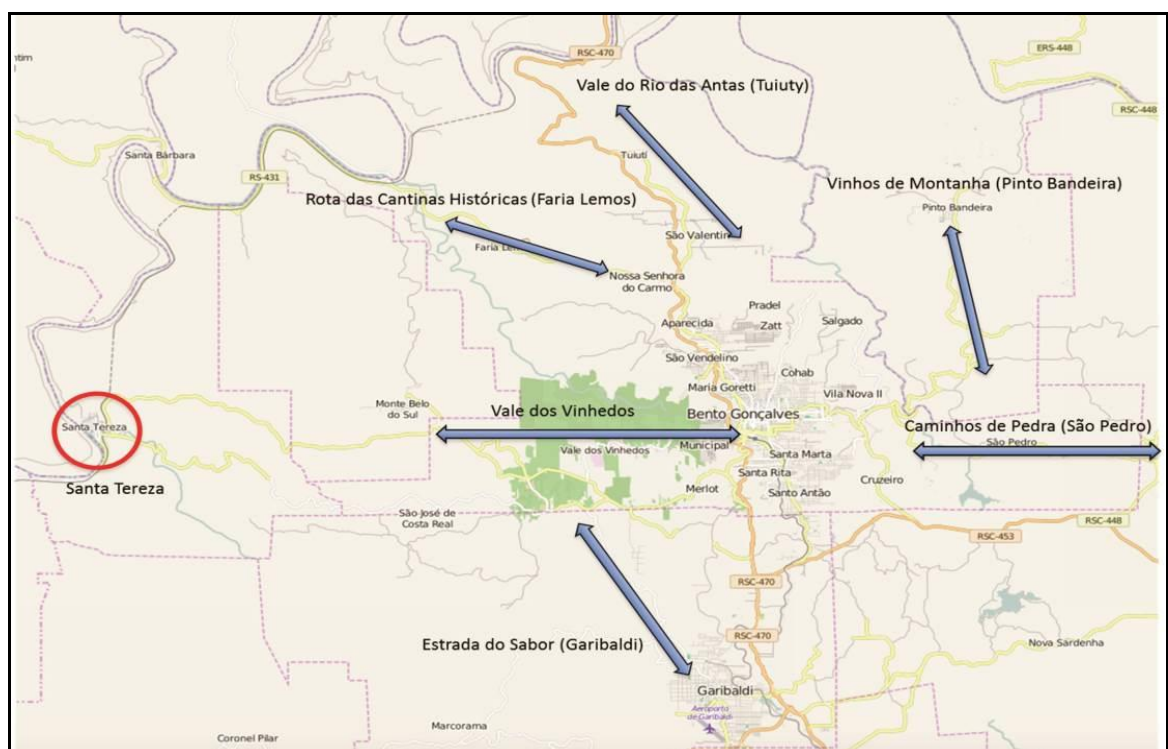 RSC-470
ERS-448
ntim
Vale do Rio das Antas (Tuiuty)
RSC-448
Santa Bárbara
Tuiuti
RS-431
Vinhos de Montanha (Pinto Bandeira)
Rota das Cantinas Históricas (Faria Lemos)
Pinto Bandeira
São Valentim
Faria Lemos
Nossa Senhora
do Carmo
Pradel
Aparecida
Zatt
Salgado
São Vendelino
Cohab
Maria Goretti
Vila Nova II
Monte Belo
do Sul
Vale dos Vinhedos
Bento Gonçalves
Santa Tereza
Caminhos de Pedra (São Pedro)
Municipal
São Pedro
Vale dos Vinhedos
Santa Marta
Santa Rita
Cruzeiro
Santa Tereza
Merlot
Santo Antão
São José de
Costa Real
RSC-448
RSC-453
RSC-470
RSC-470
Estrada do Sabor (Garibaldi)
Nova Sardenha
Garibaldi
Aeroporto
de Garibaldi
Marcorama
Coronel Pilar